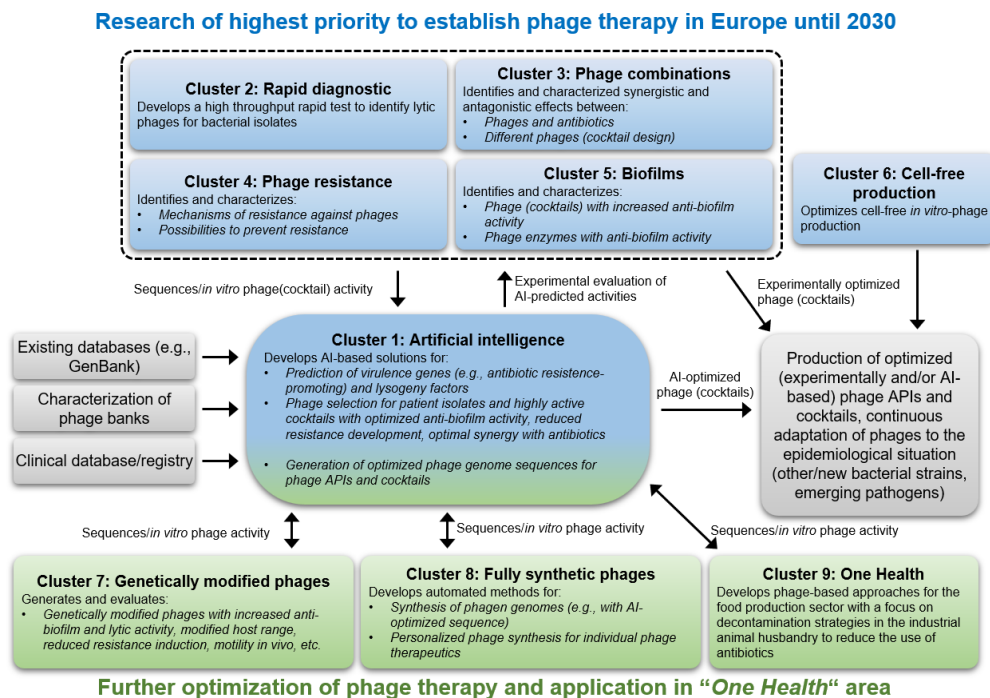 Research of highest priority to establish phage therapy in Europe until 2030
Cluster 2: Rapid diagnostic
Develops a high throughput rapid test to identify lytic
phages for bacterial isolates
Cluster 3: Phage combinations
Identifies and characterized synergistic and
antagonistic effects between:
• Phages and antibiotics
• Different phages (cocktail design)
Cluster 4: Phage resistance
Identifies and characterizes:
• Mechanisms of resistance against phages
• Possibilities to prevent resistance
Cluster 5: Biofilms
Identifies and characterizes:
• Phage (cocktails) with increased anti-biofilm
activity
• Phage enzymes with anti-biofilm activity
Cluster 6: Cell-free
production
Optimizes cell-free in vitro-phage
production
Sequences/in vitro phage(cocktail) activity
Experimental evaluation of
AI-predicted activities
Experimentally optimized
phage (cocktails)
Existing databases (e.g.,
GenBank)
Characterization of
phage banks
Clinical database/registry
Cluster 1: Artificial intelligence
Develops AI-based solutions for:
• Prediction of virulence genes (e.g., antibiotic resistence-
promoting) and lysogeny factors
• Phage selection for patient isolates and highly active
cocktails with optimized anti-biofilm activity, reduced
resistance development, optimal synergy with antibiotics
• Generation of optimized phage genome sequences for
phage APIs and cocktails
AI-optimized
phage (cocktails)
Production of optimized
(experimentally and/or AI-
based) phage APIs and
cocktails, continuous
adaptation of phages to the
epidemiological situation
(other/new bacterial strains,
emerging pathogens)
Sequences/in vitro phage activity
Sequences/in vitro phage activity
Sequences/in vitro phage activity
Cluster 7: Genetically modified phages
Generates and evaluates:
• Genetically modified phages with increased anti-
biofilm and lytic activity, modified host range,
reduced resistance induction, motility in vivo, etc.
Cluster 8: Fully synthetic phages
Develops automated methods for:
• Synthesis of phagen genomes (e.g., with AI-
optimized sequence)
• Personalized phage synthesis for individual phage
therapeutics
Cluster 9: One Health
Develops phage-based approaches for the
food production sector with a focus on
decontamination strategies in the industrial
animal husbandry to reduce the use of
antibiotics
Further optimization of phage therapy and application in “One Health“ area